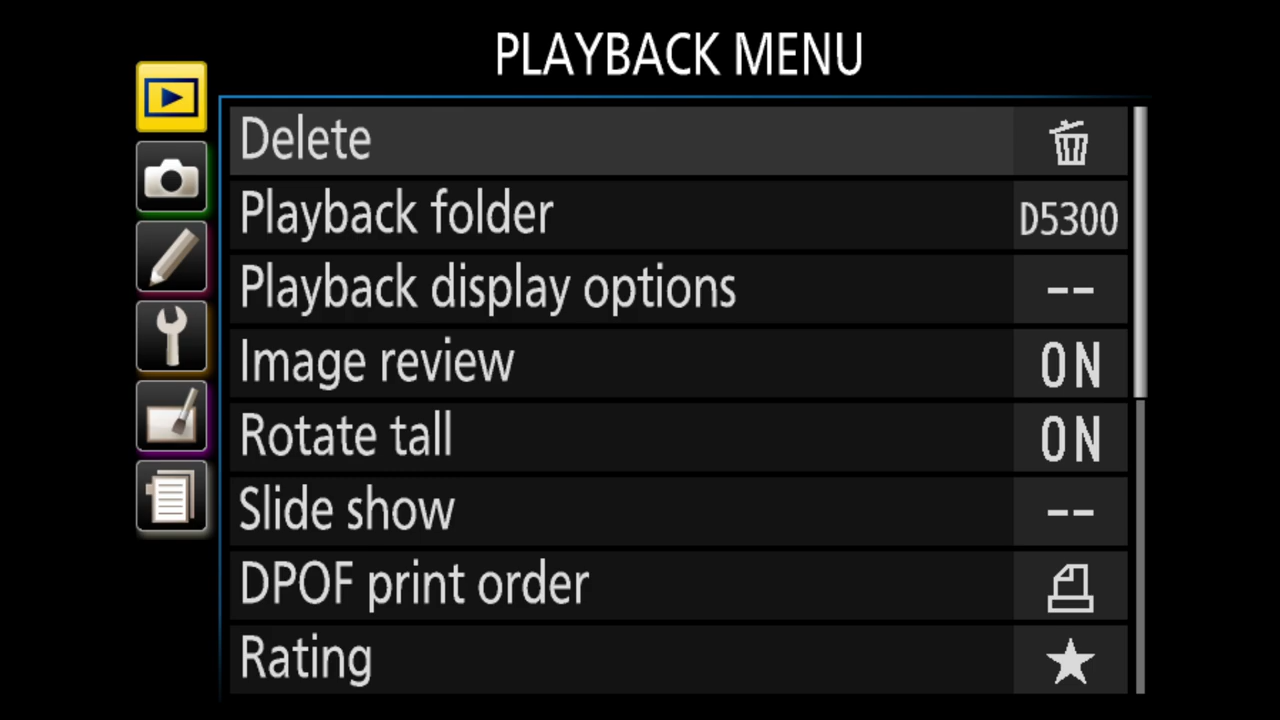 PLAYBACK MENU
Delete
Playback folder D5300
Playback display options --
Image review ON
Rotate tall ON
Slide show --
DPOF print order
Rating